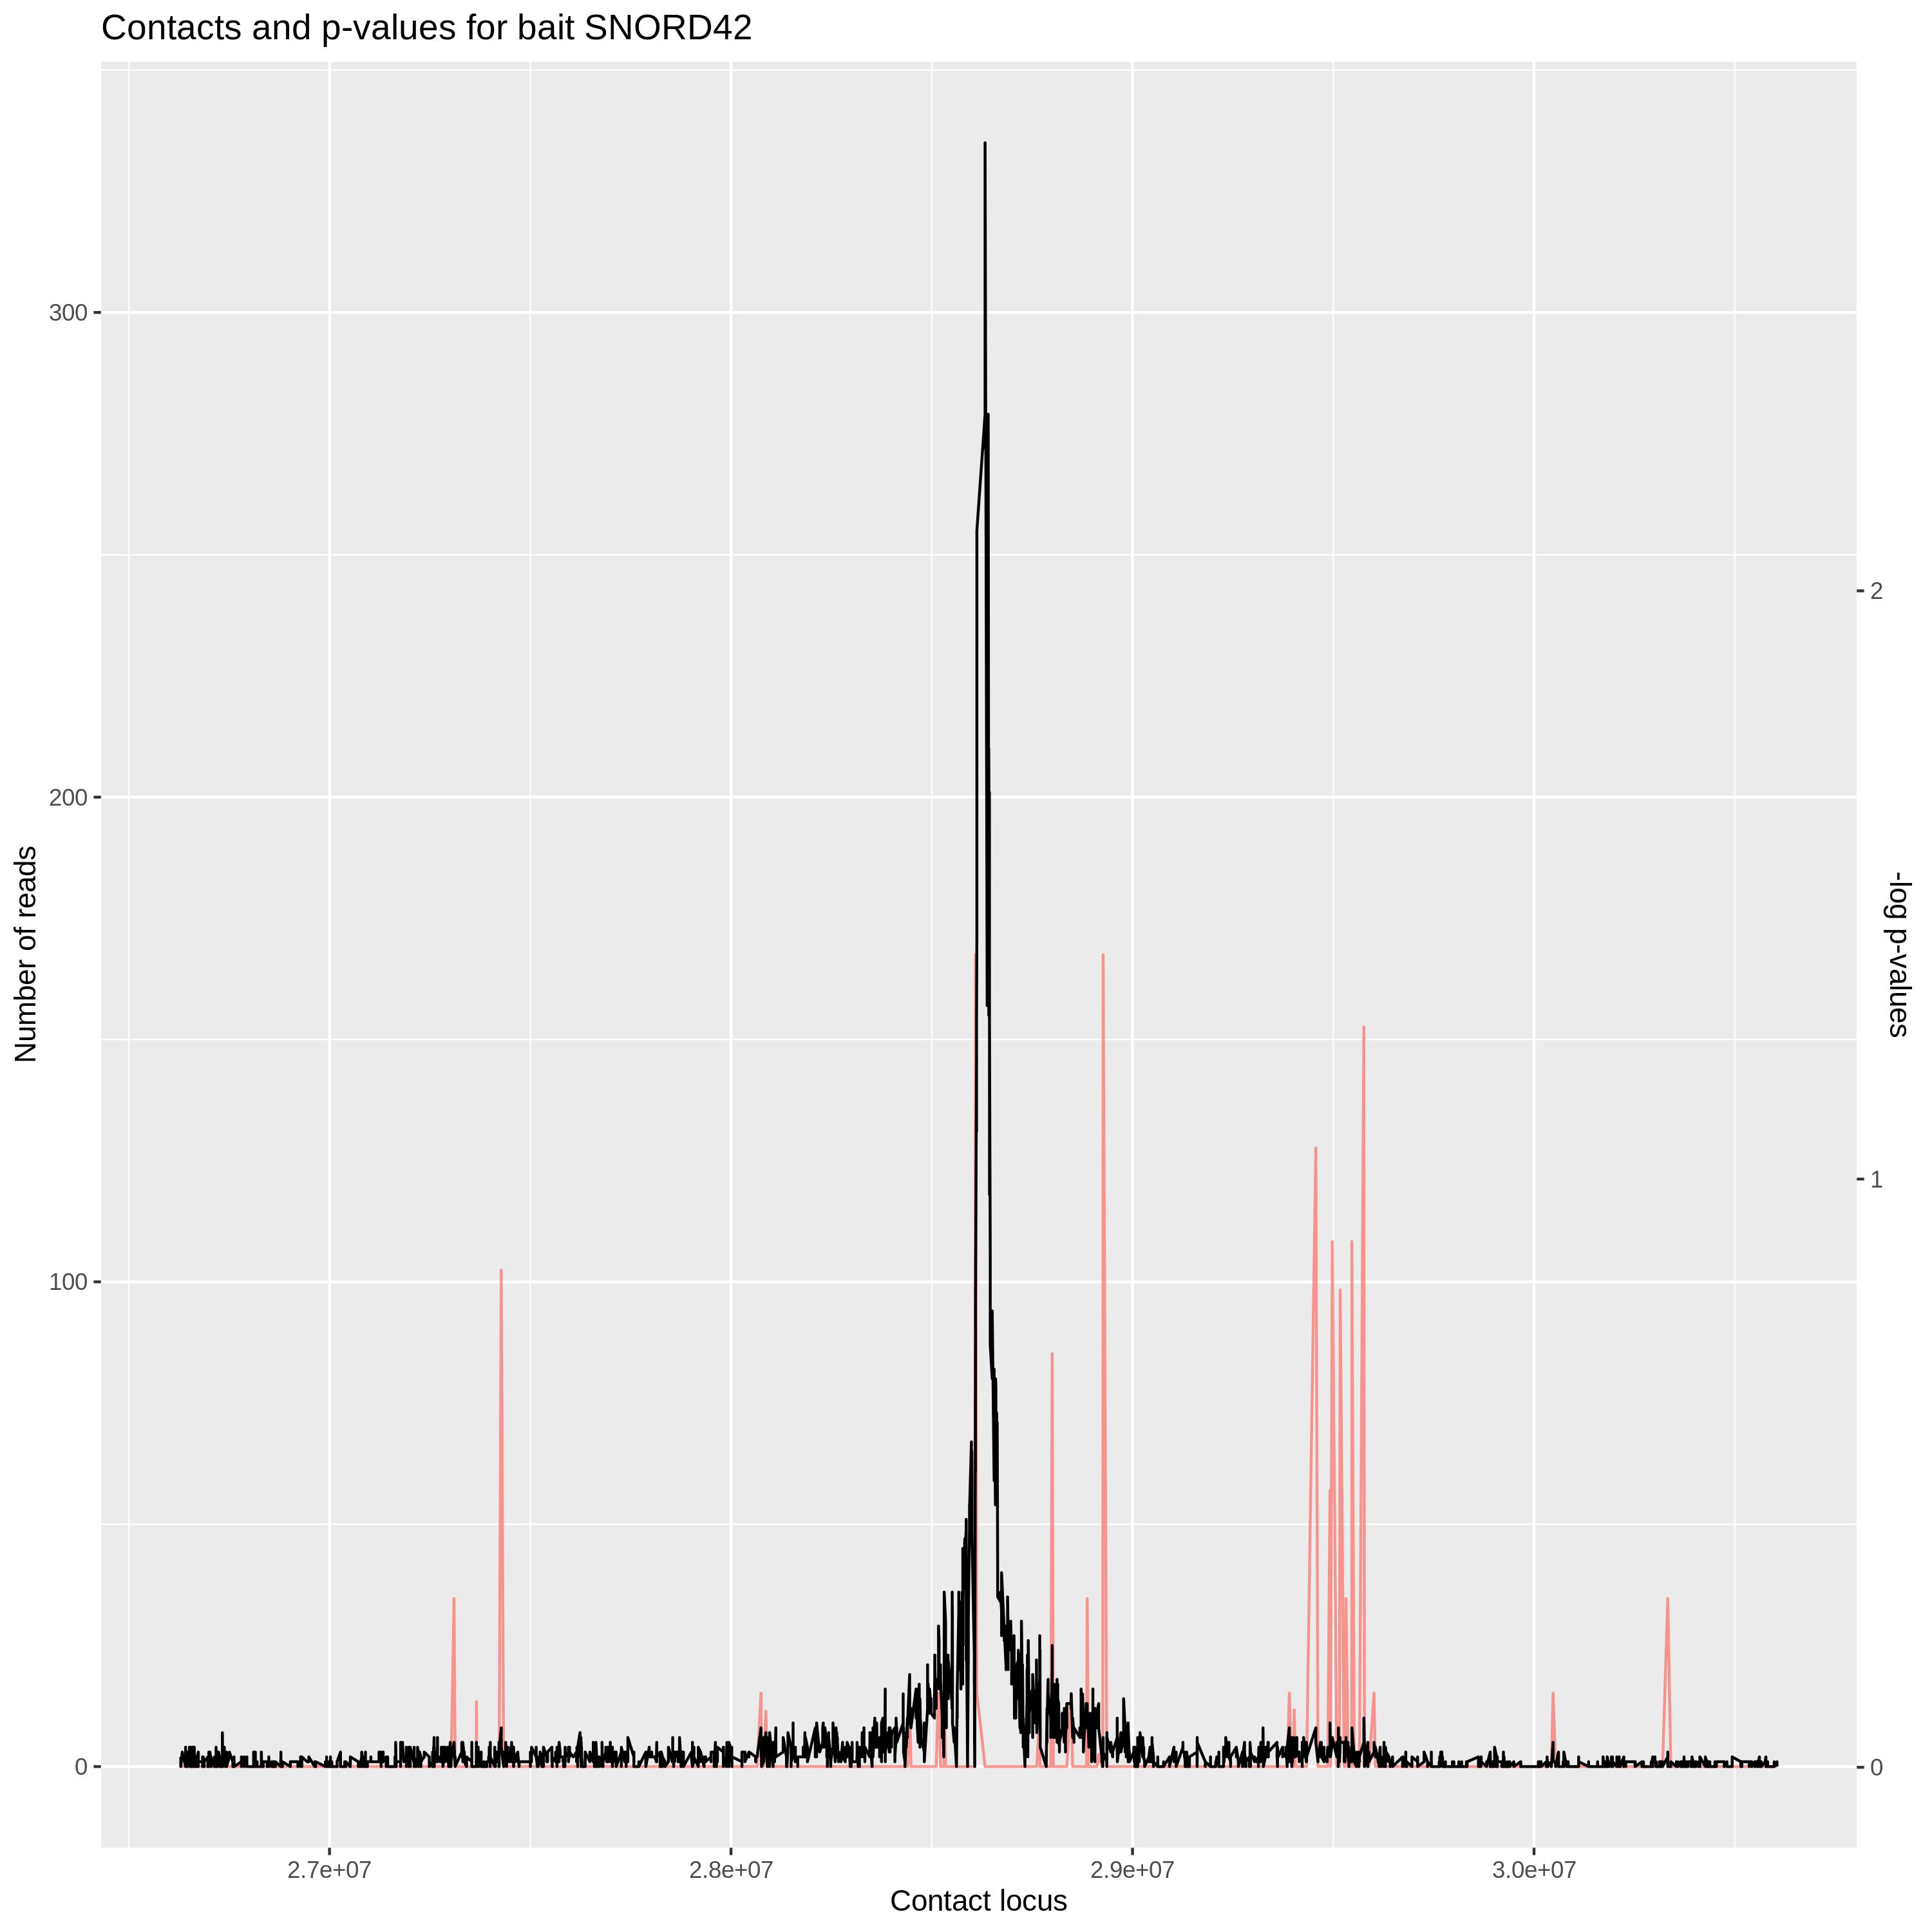 Contacts and p-values for bait SNORD42
300
200
100
0
Number of reads
2
1
0
-log p-values
2.7e+07
2.8e+07
2.9e+07
3.0e+07
Contact locus